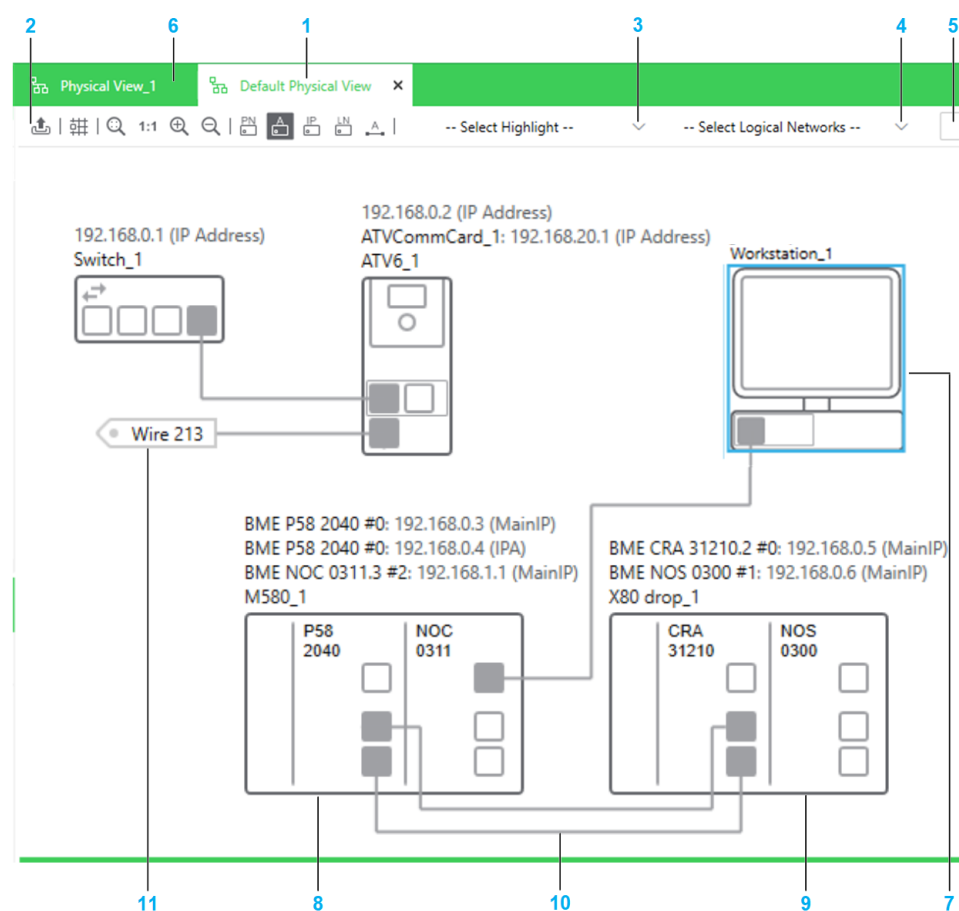 2 6 1 3 4 5
Physical View_1 Default Physical View ×
1:1 PN A IP LN A -- Select Highlight -- -- Select Logical Networks --
192.168.0.1 (IP Address)
Switch_1
192.168.0.2 (IP Address)
ATVCommCard_1: 192.168.20.1 (IP Address)
ATV6_1
Workstation_1
Wire 213
BME P58 2040 #0: 192.168.0.3 (MainIP)
BME P58 2040 #0: 192.168.0.4 (IPA)
BME NOC 0311.3 #2: 192.168.1.1 (MainIP)
M580_1
BME CRA 31210.2 #0: 192.168.0.5 (MainIP)
BME NOS 0300 #1: 192.168.0.6 (MainIP)
X80 drop_1
P58
2040
NOC
0311
CRA
31210
NOS
0300
11 8 10 9 7